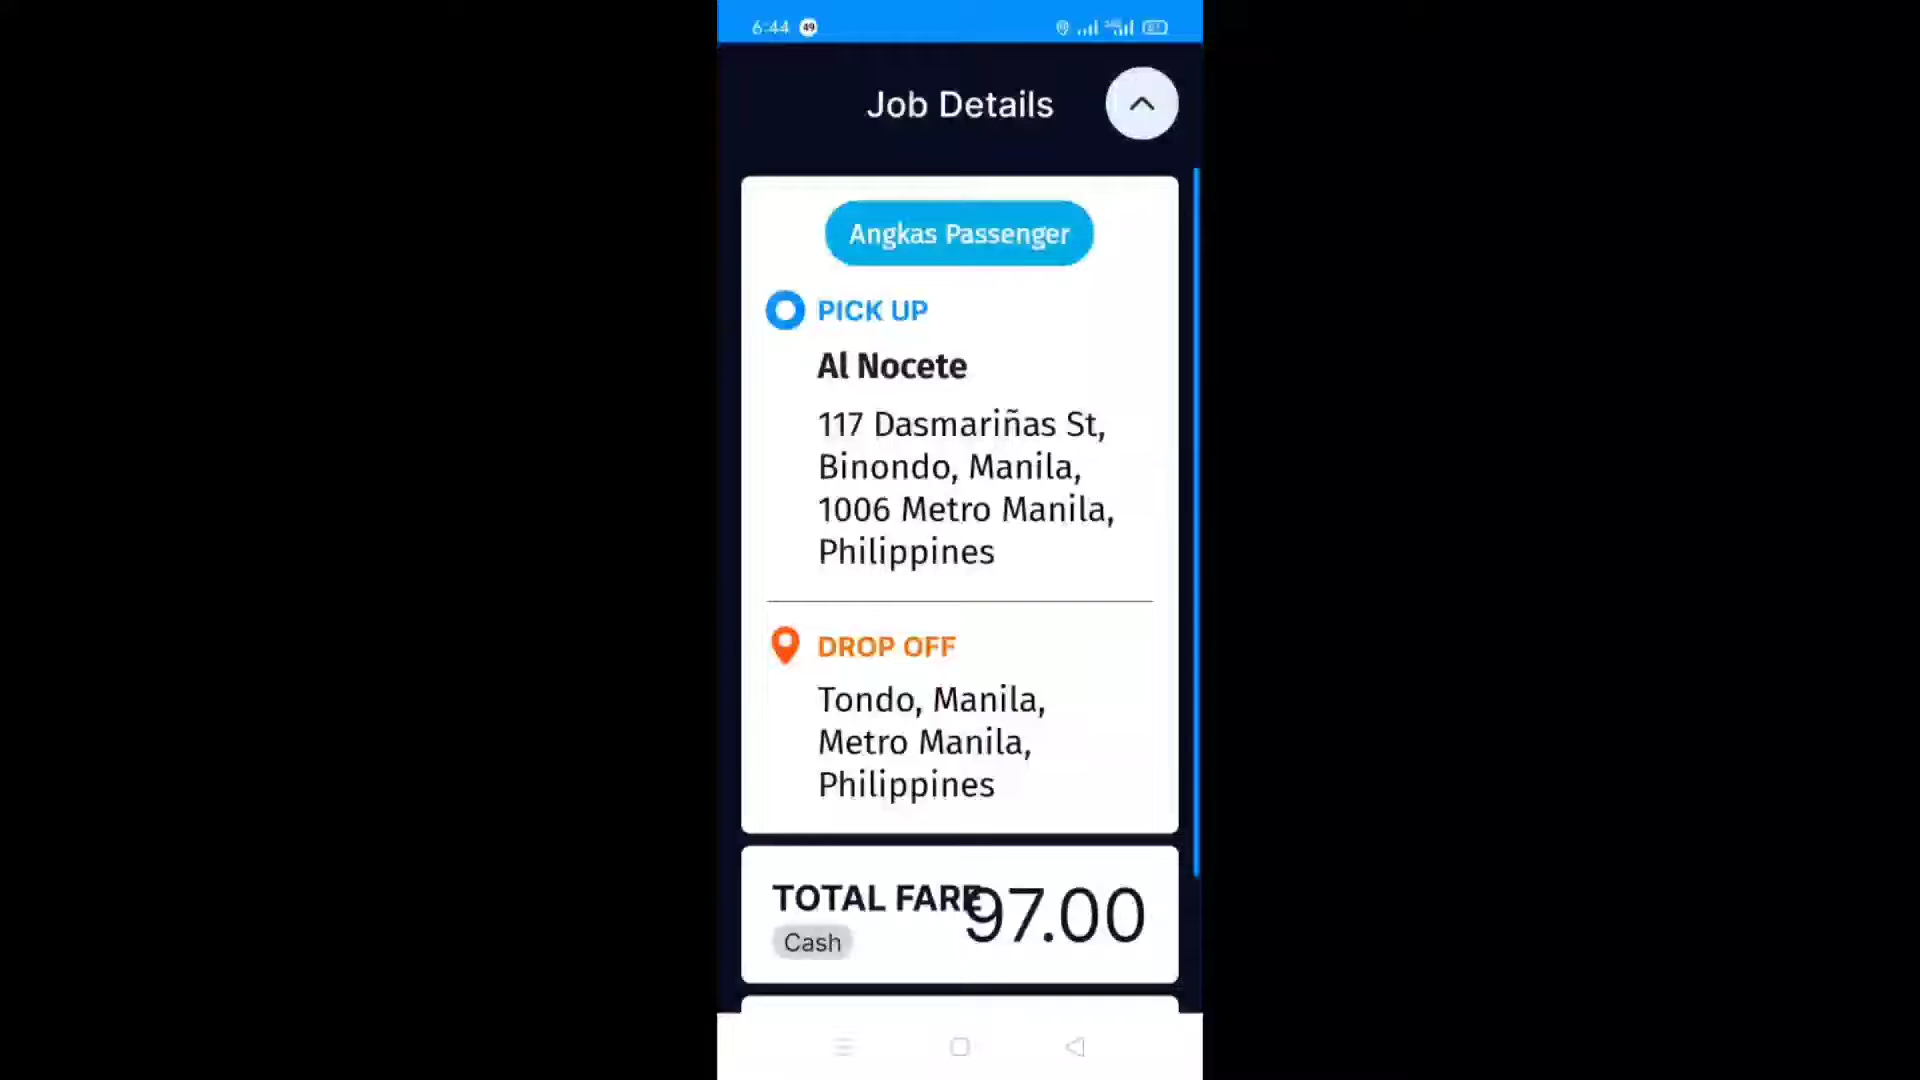 6:44 49
Job Details
Angkas Passenger
PICK UP
Al Nocete
117 Dasmariñas St,
Binondo, Manila,
1006 Metro Manila,
Philippines
DROP OFF
Tondo, Manila,
Metro Manila,
Philippines
TOTAL FARE 97.00
Cash